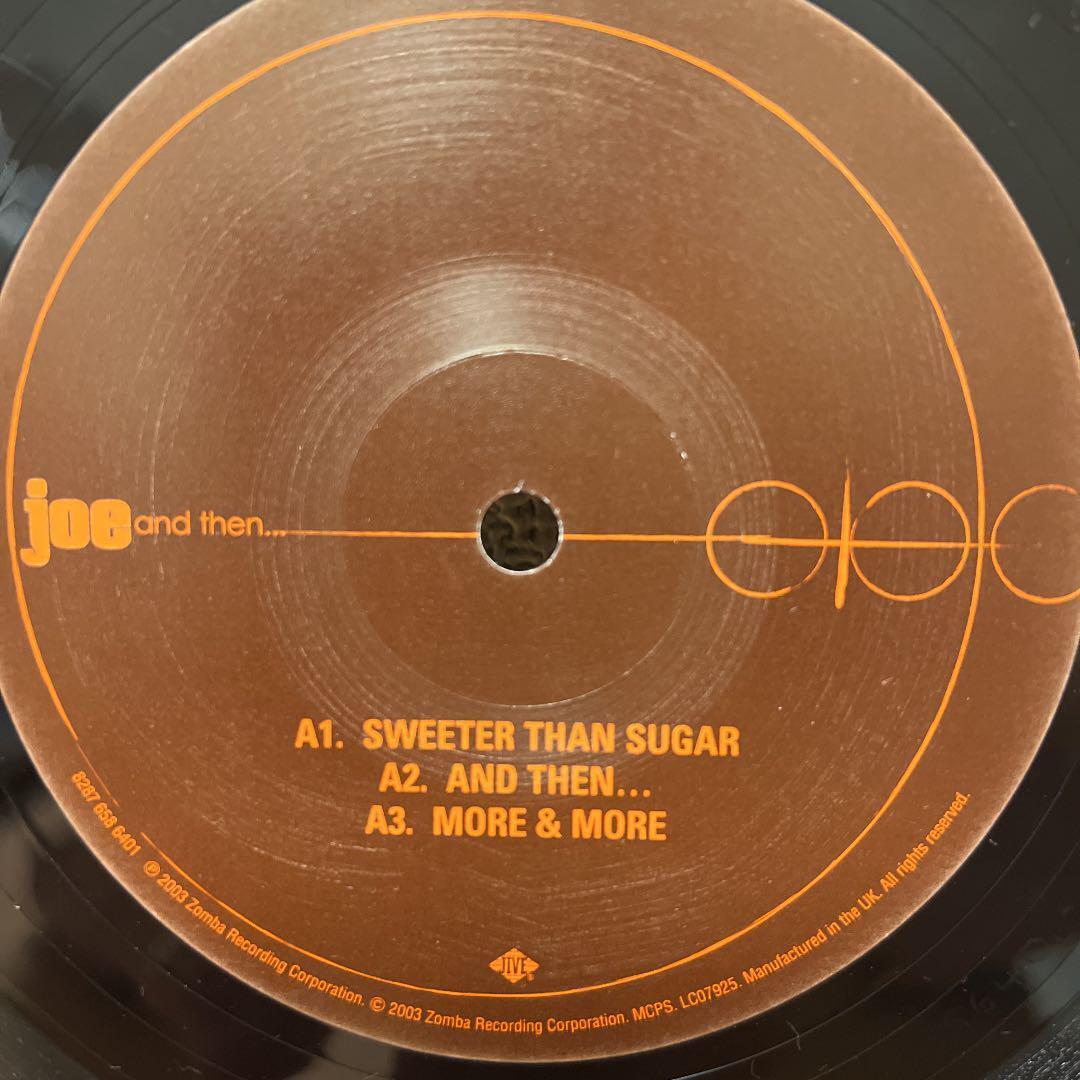 joe and then...
A1. SWEETER THAN SUGAR
A2. AND THEN...
A3. MORE & MORE
JIVE
8287 658 6401 ℗ 2003 Zomba Recording Corporation. © 2003 Zomba Recording Corporation. MCPS. LC07925. Manufactured in the UK. All rights reserved.